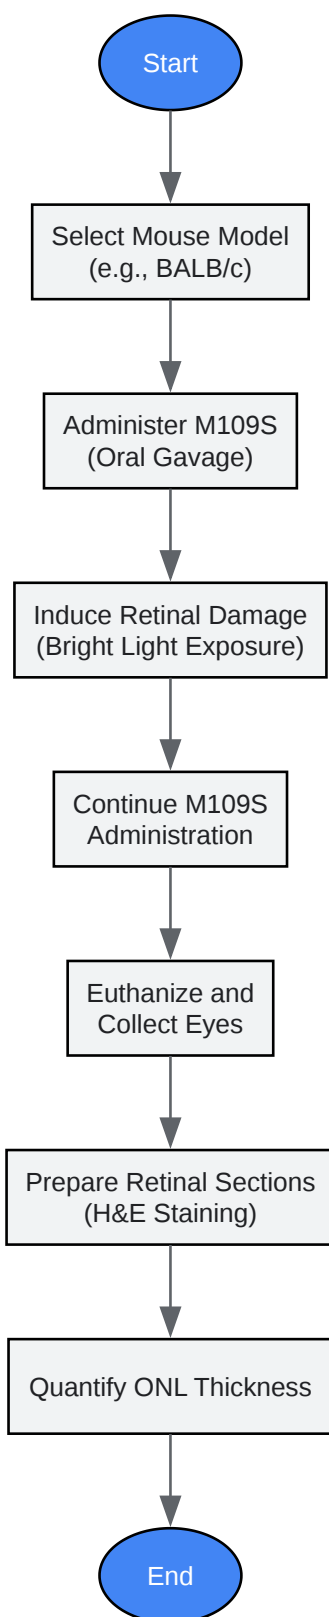 Start
Select Mouse Model
(e.g., BALB/c)
Administer M109S
(Oral Gavage)
Induce Retinal Damage
(Bright Light Exposure)
Continue M109S
Administration
Euthanize and
Collect Eyes
Prepare Retinal Sections
(H&E Staining)
Quantify ONL Thickness
End